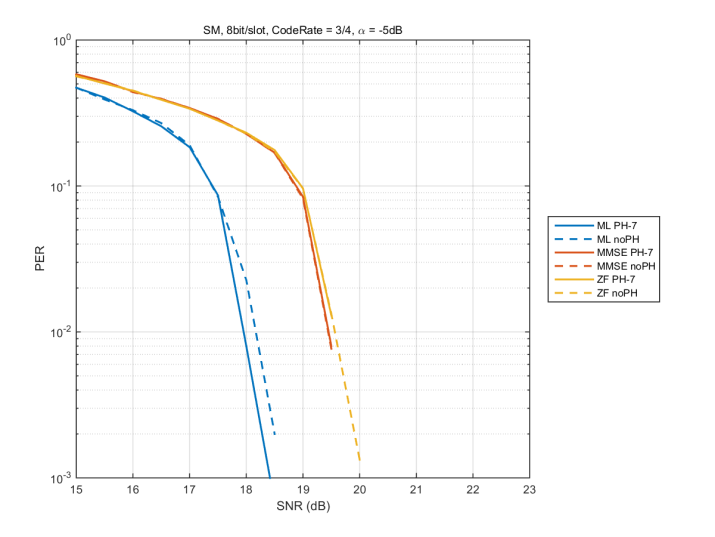 SM, 8bit/slot, CodeRate = 3/4, α = -5dB
10^0
10^-1
10^-2
10^-3
PER
15 16 17 18 19 20 21 22 23
SNR (dB)
ML PH-7
ML noPH
MMSE PH-7
MMSE noPH
ZF PH-7
ZF noPH